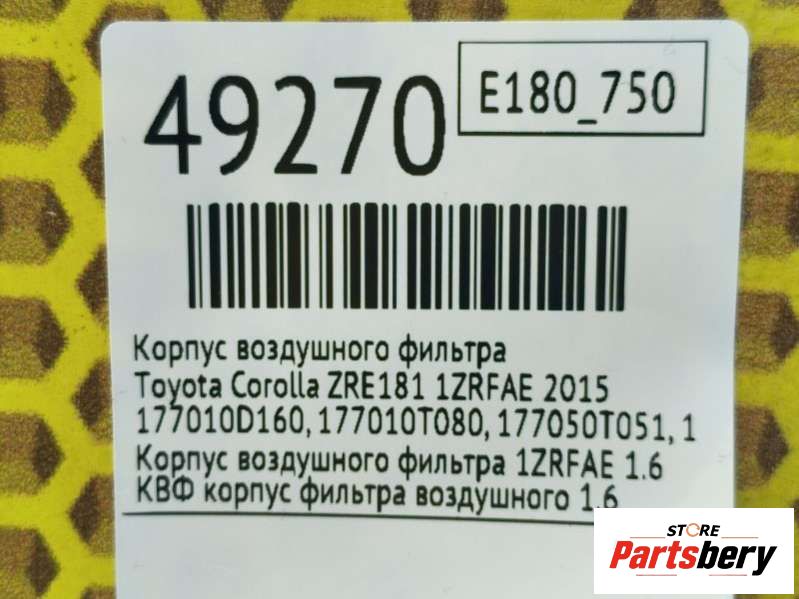 49270
E180_750
Корпус воздушного фильтра
Toyota Corolla ZRE181 1ZRFAE 2015
177010D160, 177010T080, 177050T051, 1
Корпус воздушного фильтра 1ZRFAE 1.6
КВФ корпус фильтра воздушного 1.6
STORE
Partsbery